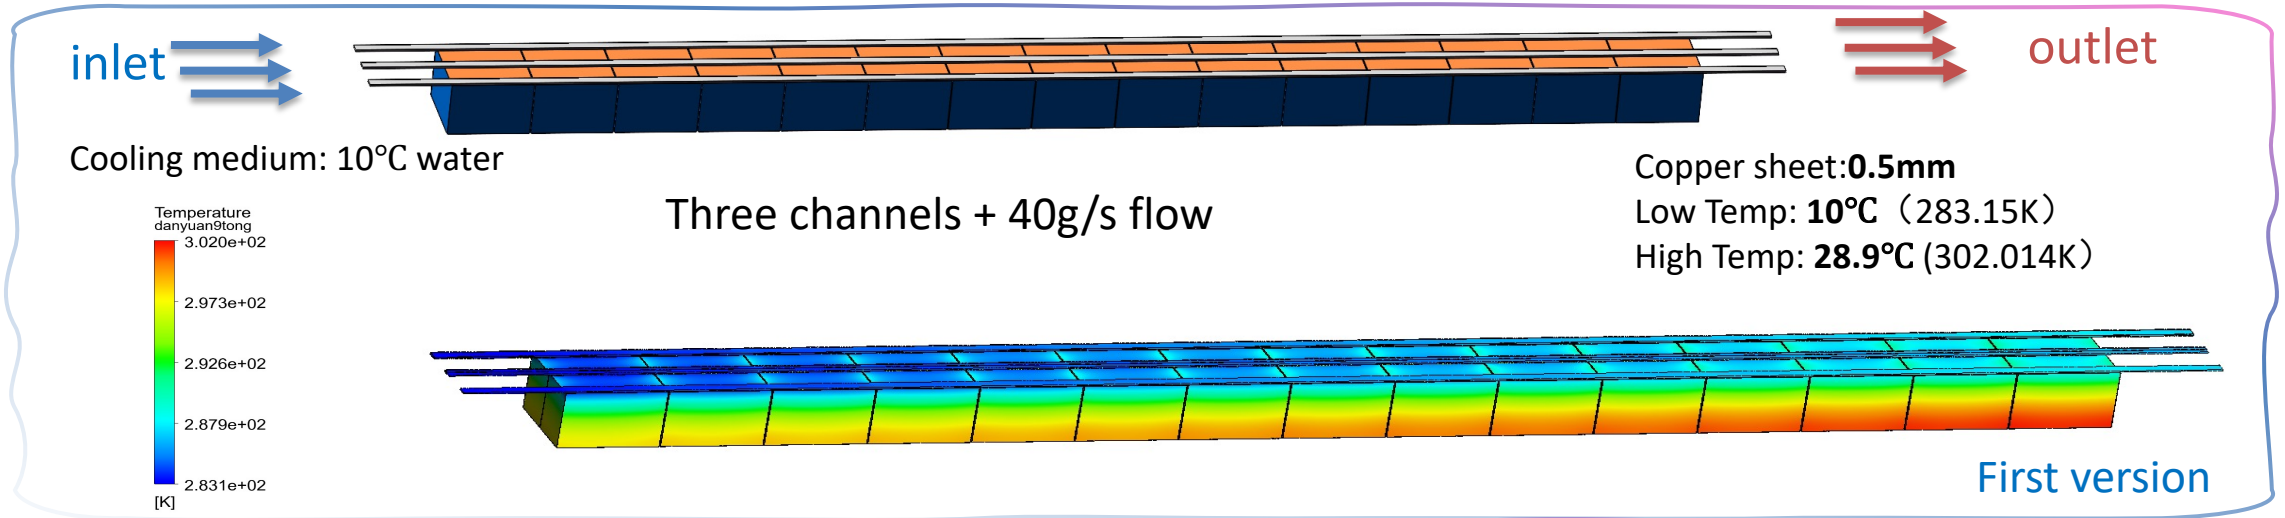 inlet
outlet
Cooling medium: 10℃ water
Copper sheet:0.5mm
Low Temp: 10℃（283.15K）
High Temp: 28.9℃ (302.014K）
Three channels + 40g/s flow
Temperature
danyuan9tong
3.020e+02
2.973e+02
2.926e+02
2.879e+02
2.831e+02
[K]
First version